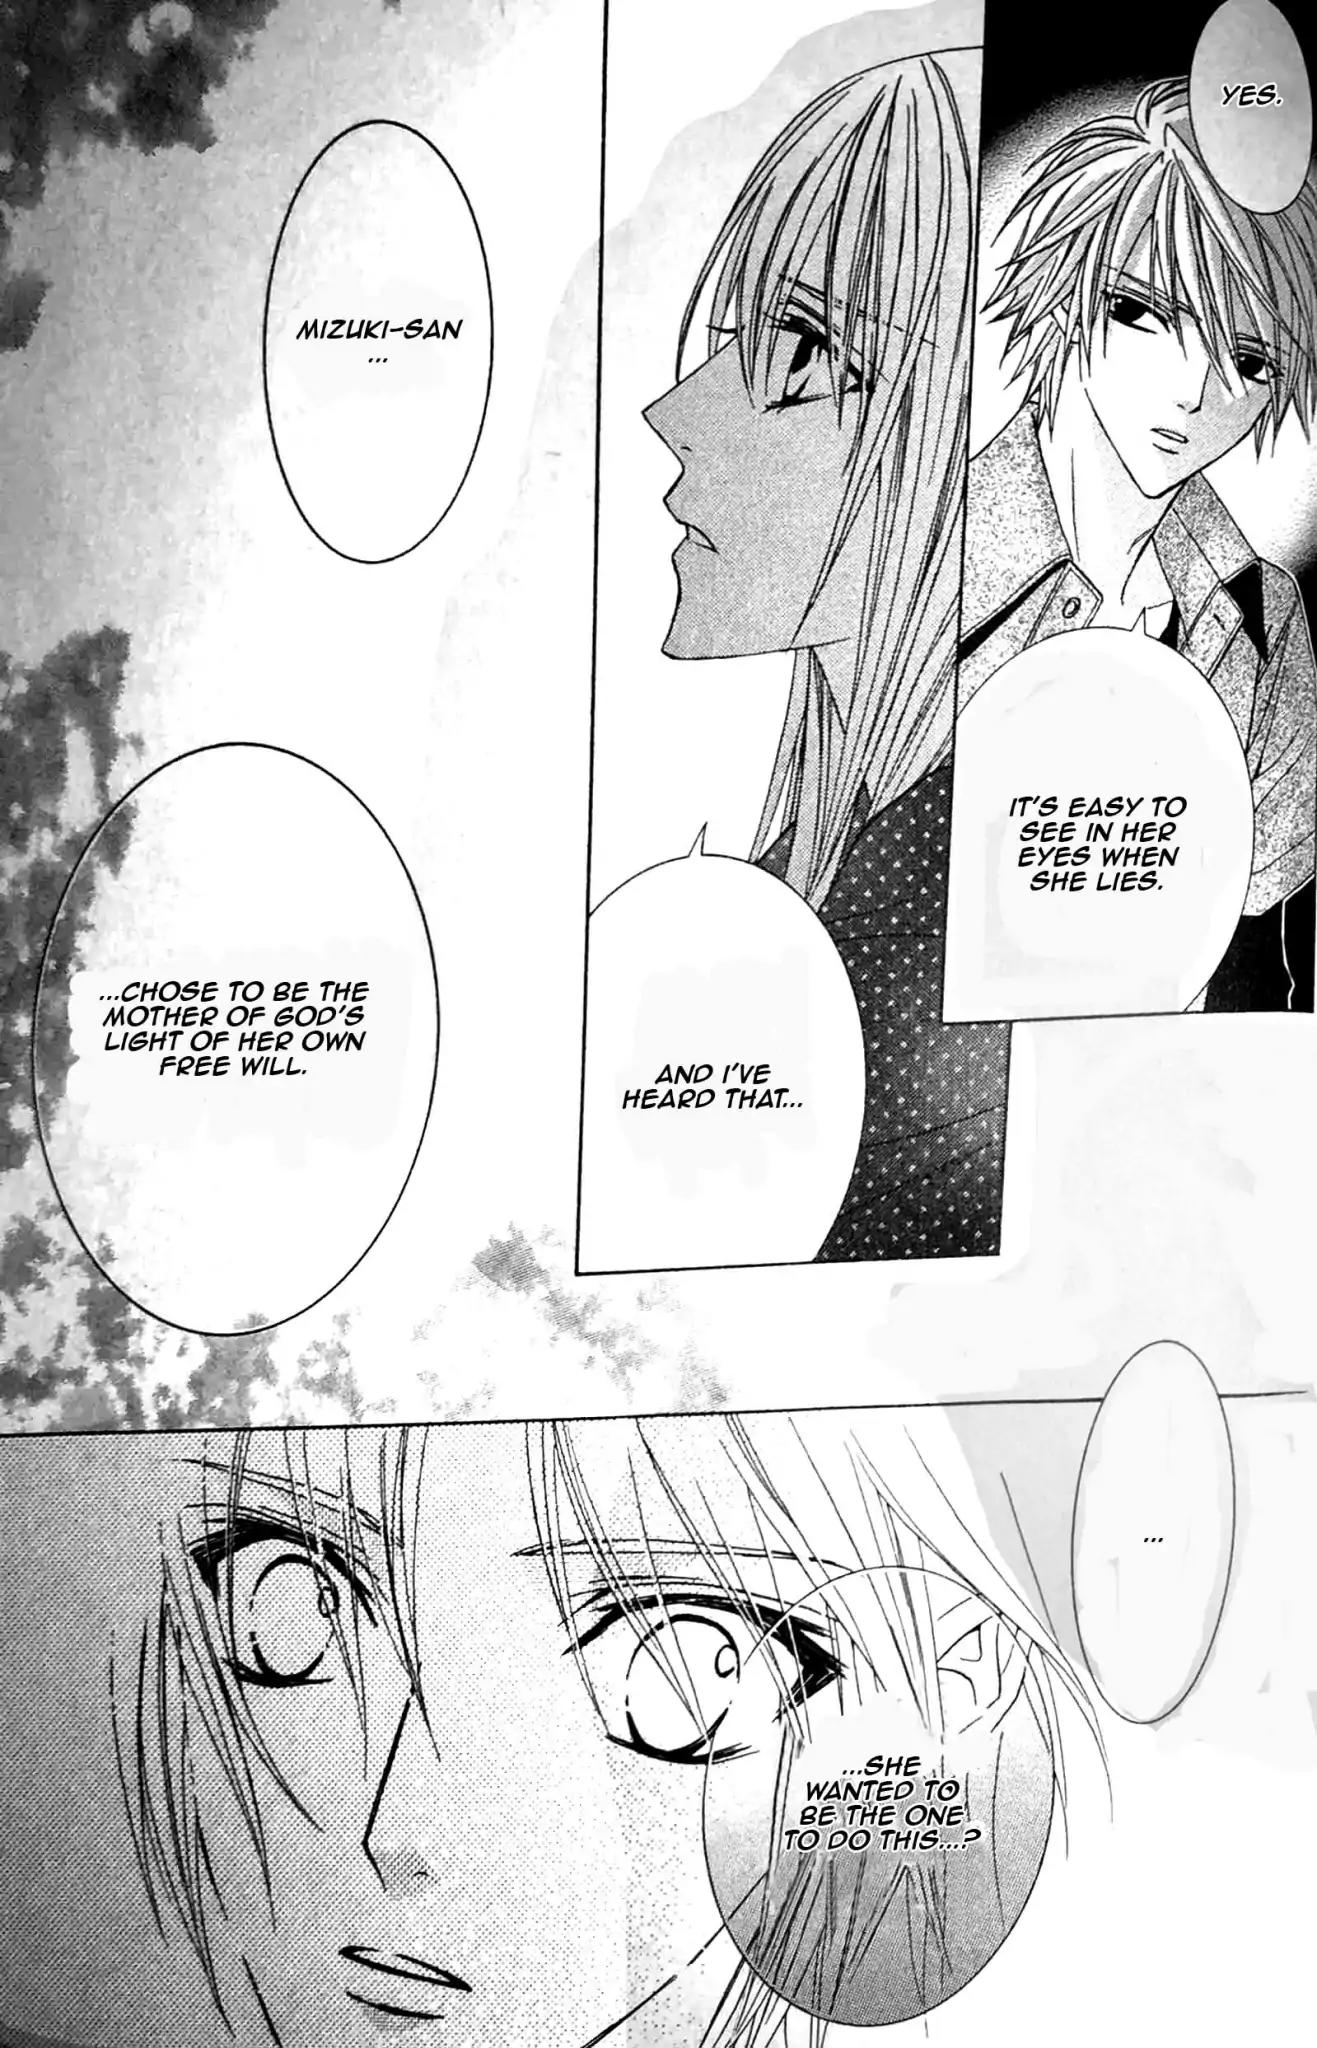 YES.
IT'S EASY TO
SEE IN HER
EYES WHEN
SHE LIES.
AND I'VE
HEARD THAT...
MIZUKI-SAN
...
...CHOSE TO BE THE
MOTHER OF GOD'S
LIGHT OF HER OWN
FREE WILL.
...
...SHE
WANTED TO
BE THE ONE
TO DO THIS...?